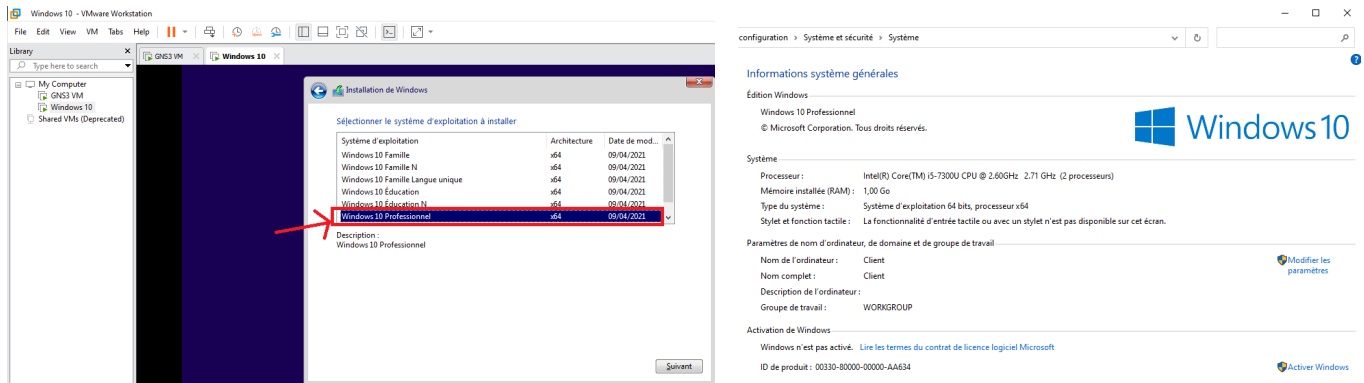 Windows 10 - VMware Workstation
File Edit View VM Tabs Help
Library
Type here to search
My Computer
GNS3 VM
Windows 10
Shared VMs (Deprecated)
GNS3 VM
Windows 10
Installation de Windows
Sélectionner le système d'exploitation à installer
Système d'exploitation Architecture Date de mod...
Windows 10 Famille x64 09/04/2021
Windows 10 Famille N x64 09/04/2021
Windows 10 Famille Langue unique x64 09/04/2021
Windows 10 Éducation x64 09/04/2021
Windows 10 Éducation N x64 09/04/2021
Windows 10 Professionnel x64 09/04/2021
Description :
Windows 10 Professionnel
Suivant
configuration > Système et sécurité > Système
Informations système générales
Édition Windows
Windows 10 Professionnel
© Microsoft Corporation. Tous droits réservés.
Windows 10
Système
Processeur : Intel(R) Core(TM) i5-7300U CPU @ 2.60GHz 2.71 GHz (2 processeurs)
Mémoire installée (RAM) : 1,00 Go
Type du système : Système d'exploitation 64 bits, processeur x64
Stylet et fonction tactile : La fonctionnalité d'entrée tactile ou avec un stylet n'est pas disponible sur cet écran.
Paramètres de nom d'ordinateur, de domaine et de groupe de travail
Nom de l'ordinateur : Client
Modifier les
paramètres
Nom complet : Client
Description de l'ordinateur :
Groupe de travail : WORKGROUP
Activation de Windows
Windows n'est pas activé. Lire les termes du contrat de licence logiciel Microsoft
ID de produit : 00330-80000-00000-AA634
Activer Windows